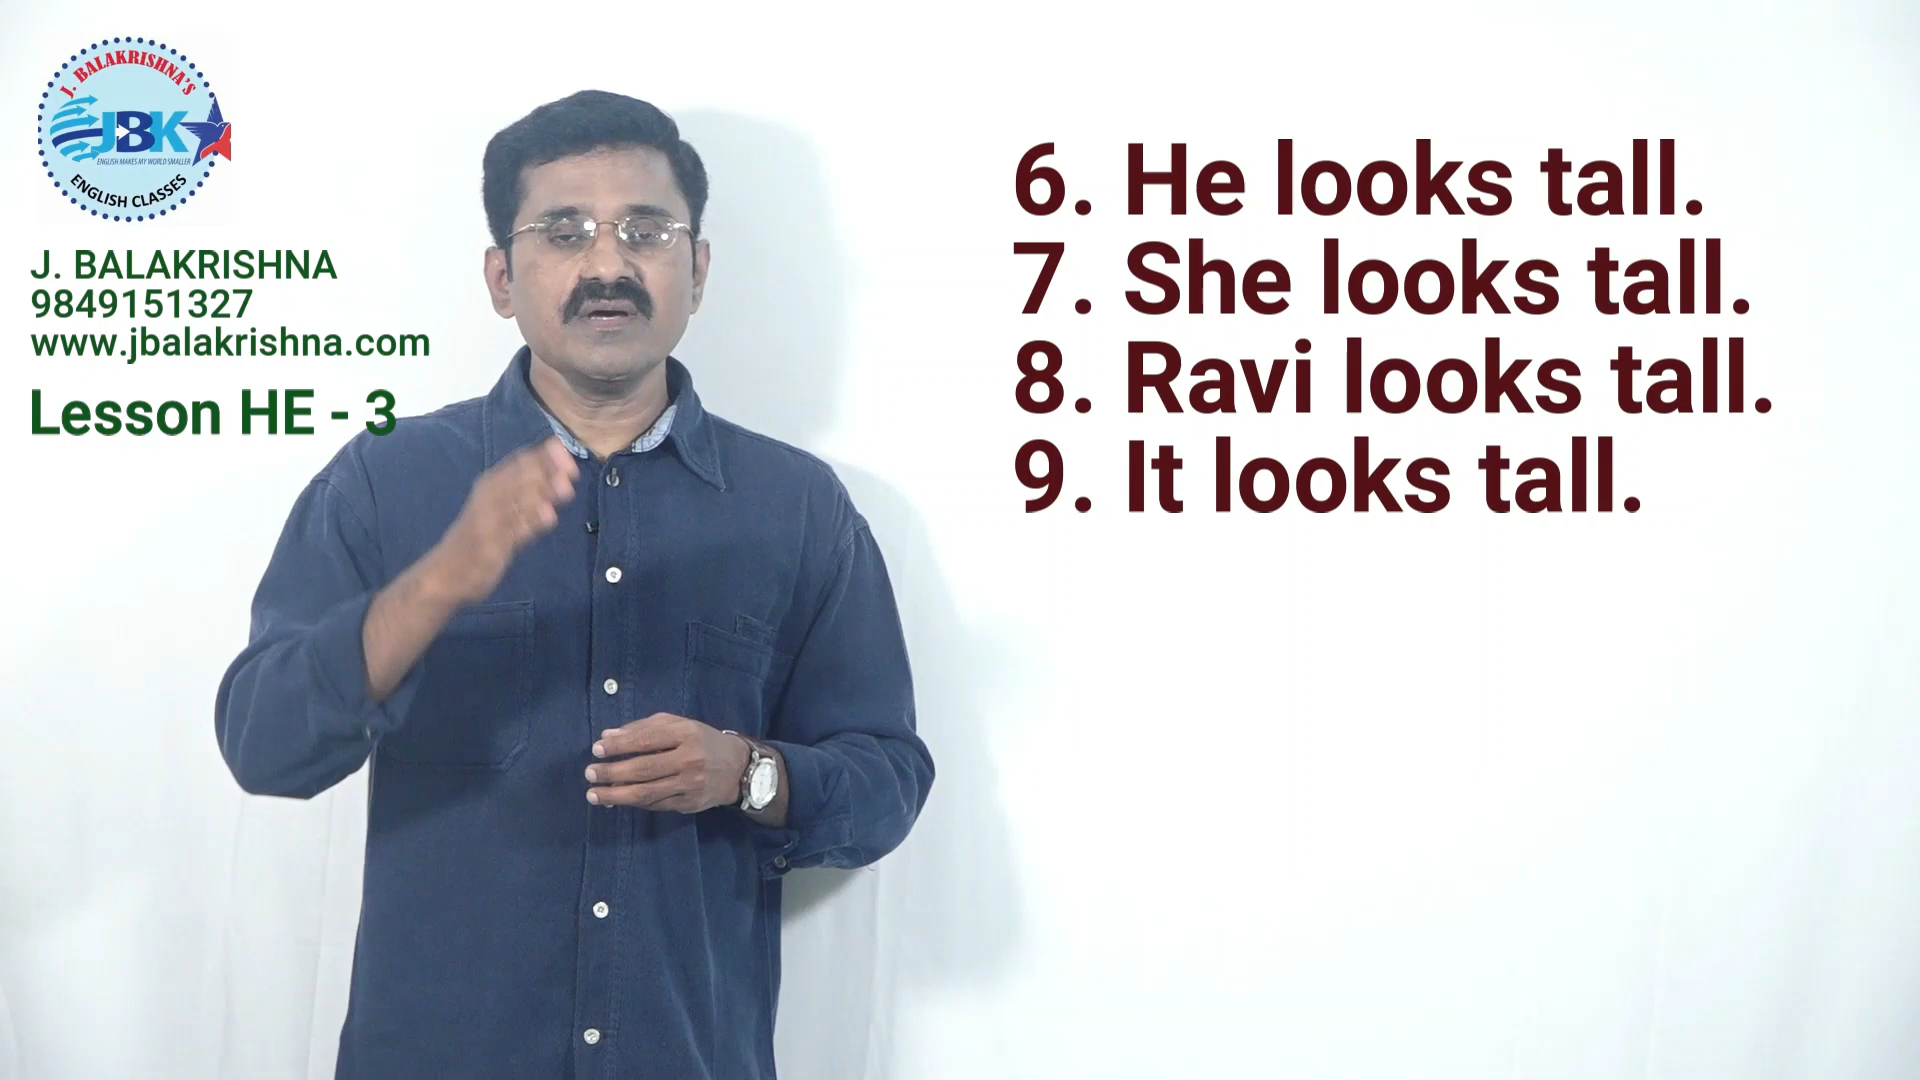 J. BALAKRISHNA'S
JBK
ENGLISH MAKES MY WORLD SMALLER
ENGLISH CLASSES
J. BALAKRISHNA
9849151327
www.jbalakrishna.com
Lesson HE - 3
6. He looks tall.
7. She looks tall.
8. Ravi looks tall.
9. It looks tall.